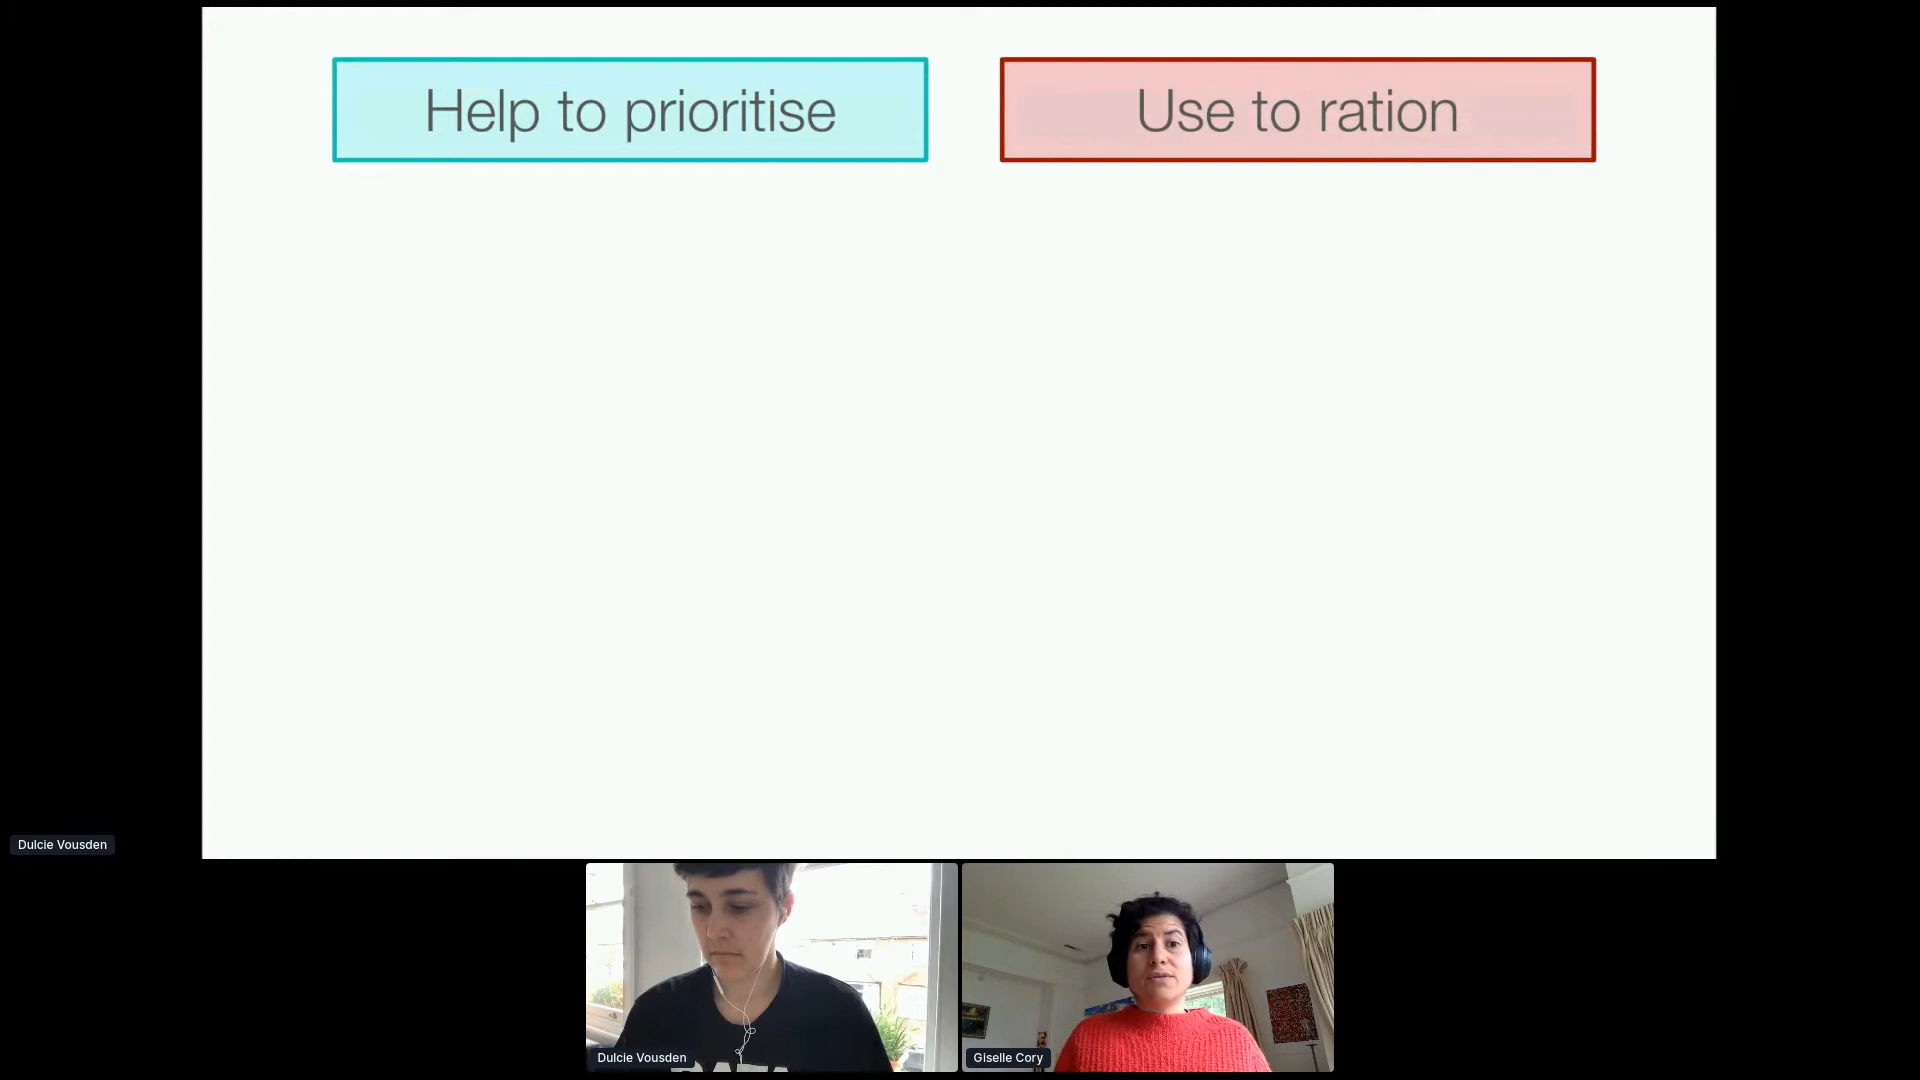 Help to prioritise
Use to ration
Dulcie Vousden
Dulcie Vousden
Giselle Cory